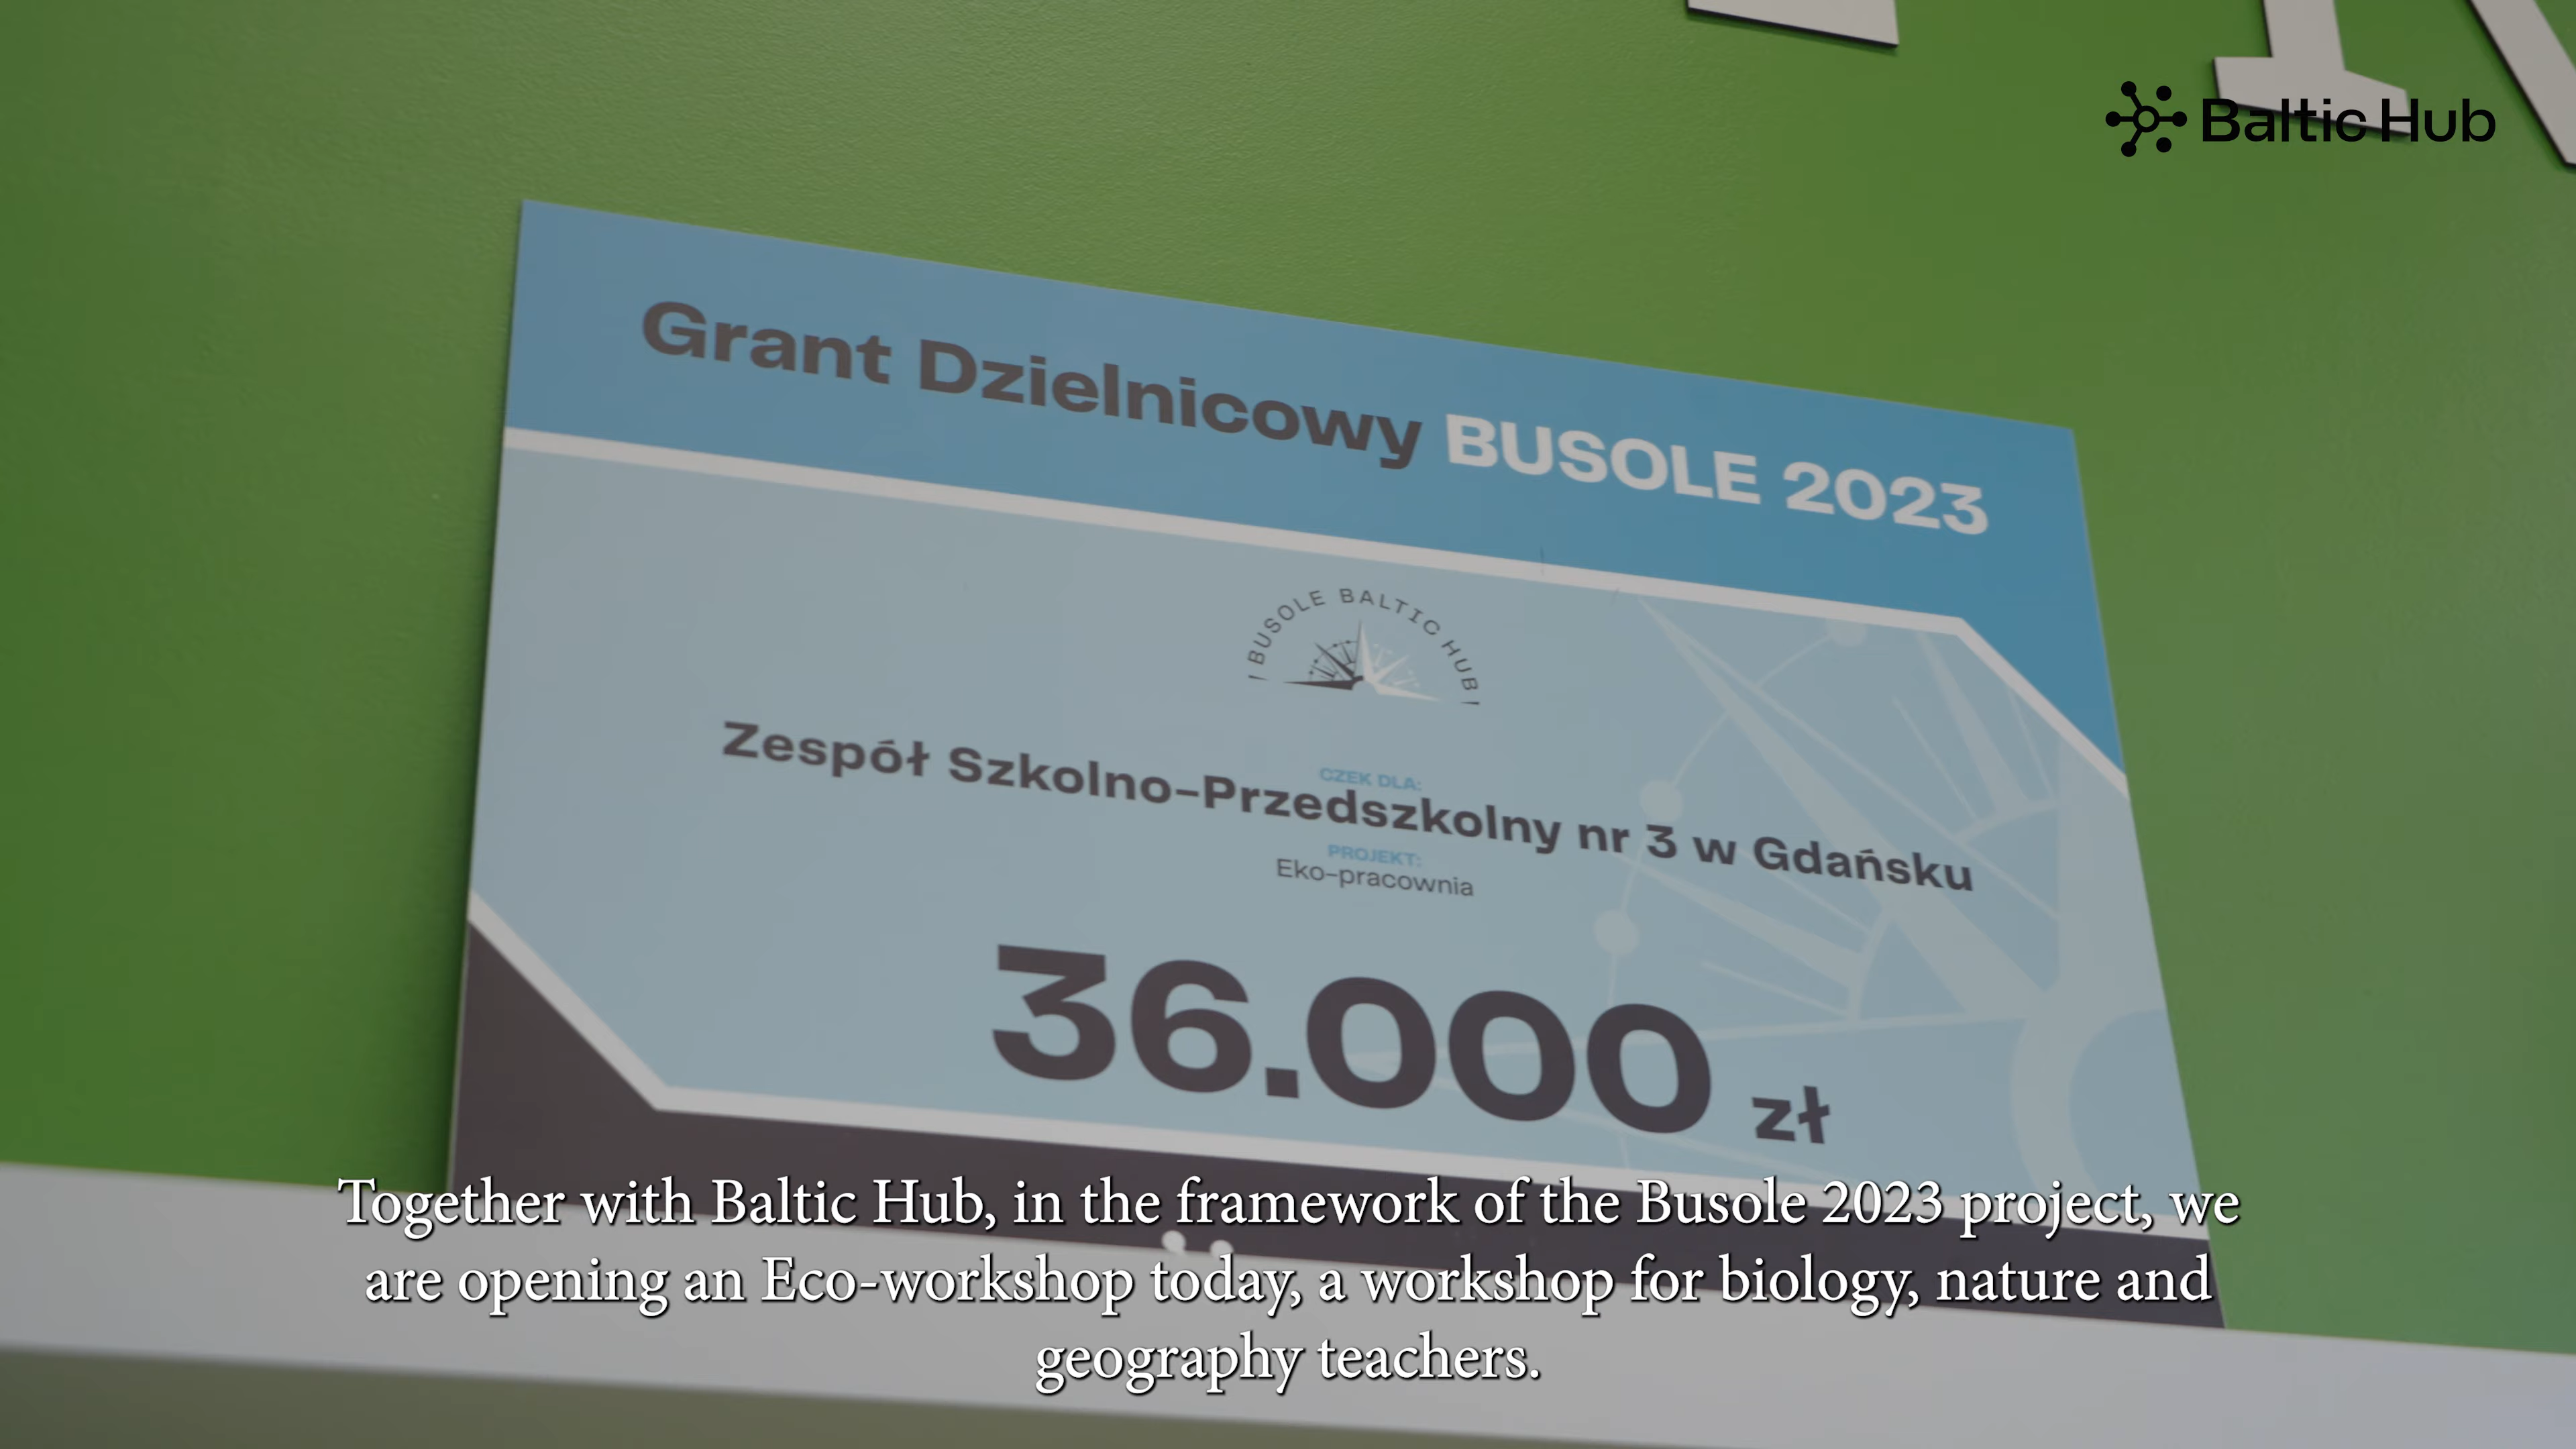 Baltic Hub
Grant Dzielnicowy BUSOLE 2023
BUSOLE BALTIC HUB
CZEK DLA:
Zespół Szkolno-Przedszkolny nr 3 w Gdańsku
PROJEKT:
Eko-pracownia
36.000 zł
Together with Baltic Hub, in the framework of the Busole 2023 project, we
are opening an Eco-workshop today, a workshop for biology, nature and
geography teachers.